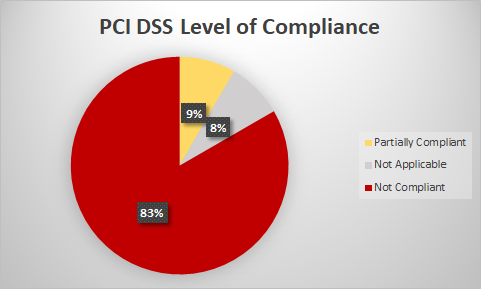 PCI DSS Level of Compliance
9%
8%
83%
Partially Compliant
Not Applicable
Not Compliant